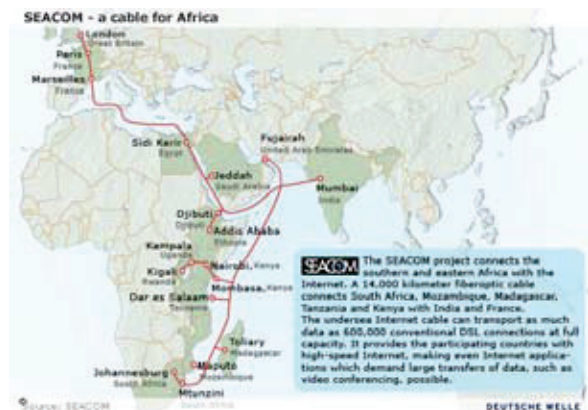 SEACOM - a cable for Africa
London
Great Britain
Paris
France
Marseilles
France
Sidi Kerir
Egypt
Fujairah
United Arab Emirates
Jeddah
Saudi Arabia
Mumbai
India
Djibuti
Djibuti
Addis Ababa
Ethiopia
Kampala
Uganda
Nairobi, Kenya
Kigali
Rwanda
Mombasa, Kenya
Dar es Salaam
Tanzania
Toliary
Madagascar
Maputo
Mozambique
Johannesburg
South Africa
Mtunzini
South Africa
SEACOM The SEACOM project connects the
southern and eastern Africa with the
Internet. A 14,000 kilometer fiberoptic cable
connects South Africa, Mozambique, Madagascar,
Tanzania and Kenya with India and France.
The undersea Internet cable can transport as much
data as 600,000 conventional DSL connections at full
capacity. It provides the participating countries with
high-speed Internet, making even Internet applica-
tions which demand large transfers of data, such as
video conferencing, possible.
© Source: SEACOM
DEUTSCHE WELLE